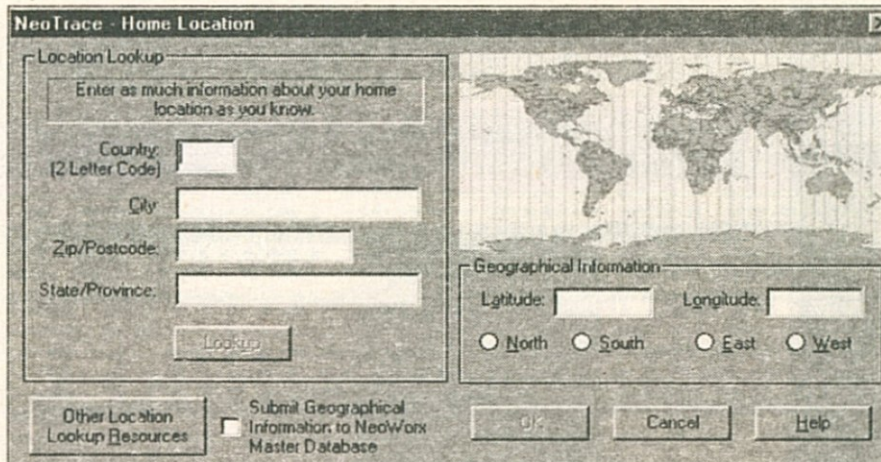 NeoTrace - Home Location
Location Lookup
Enter as much information about your home
location as you know.
Country:
(2 Letter Code)
City:
Zip/Postcode:
State/Province:
Lookup
Geographical Information
Latitude:
Longitude:
North
South
East
West
Other Location
Lookup Resources
Submit Geographical
Information to NeoWorx
Master Database
OK
Cancel
Help